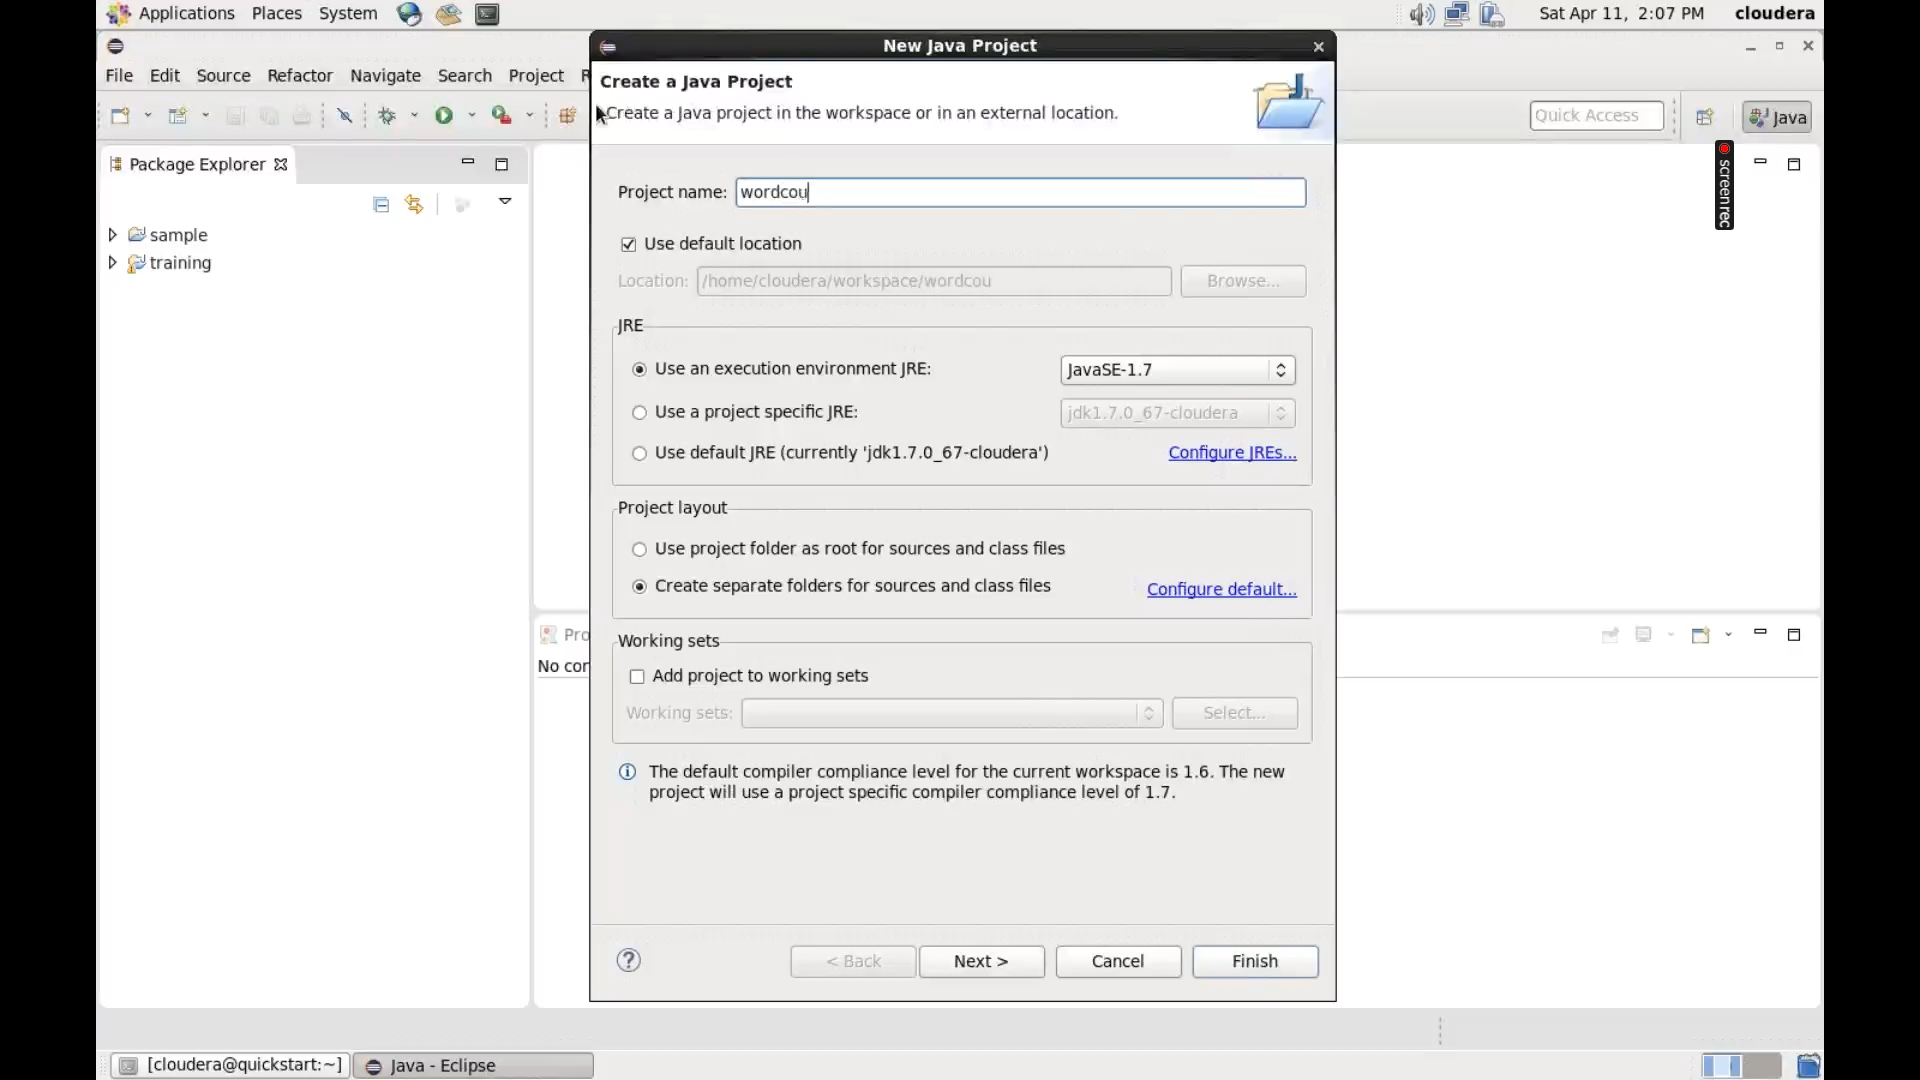 Applications Places System Sat Apr 11, 2:07 PM cloudera
New Java Project
File Edit Source Refactor Navigate Search Project R
Create a Java Project
Create a Java project in the workspace or in an external location.
Quick Access Java
Package Explorer
screenrec
sample
training
Project name: wordcou
Use default location
Location: /home/cloudera/workspace/wordcou Browse...
JRE
Use an execution environment JRE: JavaSE-1.7
Use a project specific JRE: jdk1.7.0_67-cloudera
Use default JRE (currently 'jdk1.7.0_67-cloudera') Configure JREs...
Project layout
Use project folder as root for sources and class files
Create separate folders for sources and class files Configure default...
Pro
No cor
Working sets
Add project to working sets
Working sets: Select...
The default compiler compliance level for the current workspace is 1.6. The new
project will use a project specific compiler compliance level of 1.7.
< Back Next > Cancel Finish
[cloudera@quickstart:~] Java - Eclipse